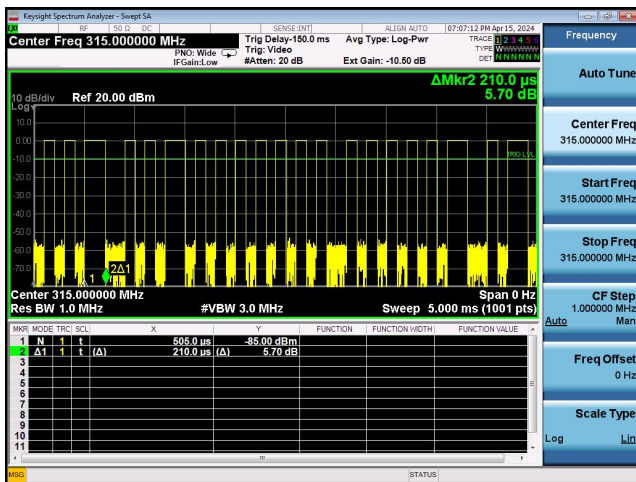 Keysight Spectrum Analyzer - Swept SA
RF 50 Ω DC SENSE:INT ALIGN AUTO 07:07:12 PM Apr 15, 2024
Center Freq 315.000000 MHz
PNO: Wide
IFGain:Low
Trig Delay-150.0 ms
Trig: Video
#Atten: 20 dB
Avg Type: Log-Pwr
Ext Gain: -10.50 dB
TRACE 1 2 3 4 5 6
TYPE WWWWWW
DET N N N N N N
ΔMkr2 210.0 µs
5.70 dB
10 dB/div Ref 20.00 dBm
Log
10.0
0.00
-10.0
TRIG LVL
-20.0
-30.0
-40.0
-50.0
-60.0
-70.0
1
2Δ1
Center 315.000000 MHz Span 0 Hz
Res BW 1.0 MHz #VBW 3.0 MHz Sweep 5.000 ms (1001 pts)
MKR MODE TRC SCL X Y FUNCTION FUNCTION WIDTH FUNCTION VALUE
1 N 1 t 505.0 µs -85.00 dBm
2 Δ1 1 t (Δ) 210.0 µs (Δ) 5.70 dB
3
4
5
6
7
8
9
10
11
MSG STATUS
Frequency
Auto Tune
Center Freq
315.000000 MHz
Start Freq
315.000000 MHz
Stop Freq
315.000000 MHz
CF Step
1.000000 MHz
Auto Man
Freq Offset
0 Hz
Scale Type
Log Lin